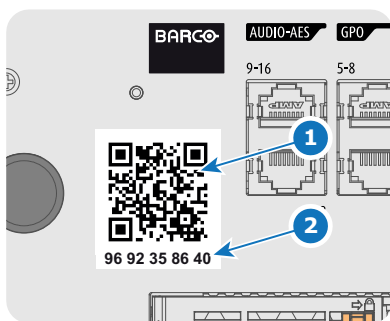 BARCO
AUDIO-AES
GPO
9-16
5-8
AMP
AMP
1
2
96 92 35 86 40